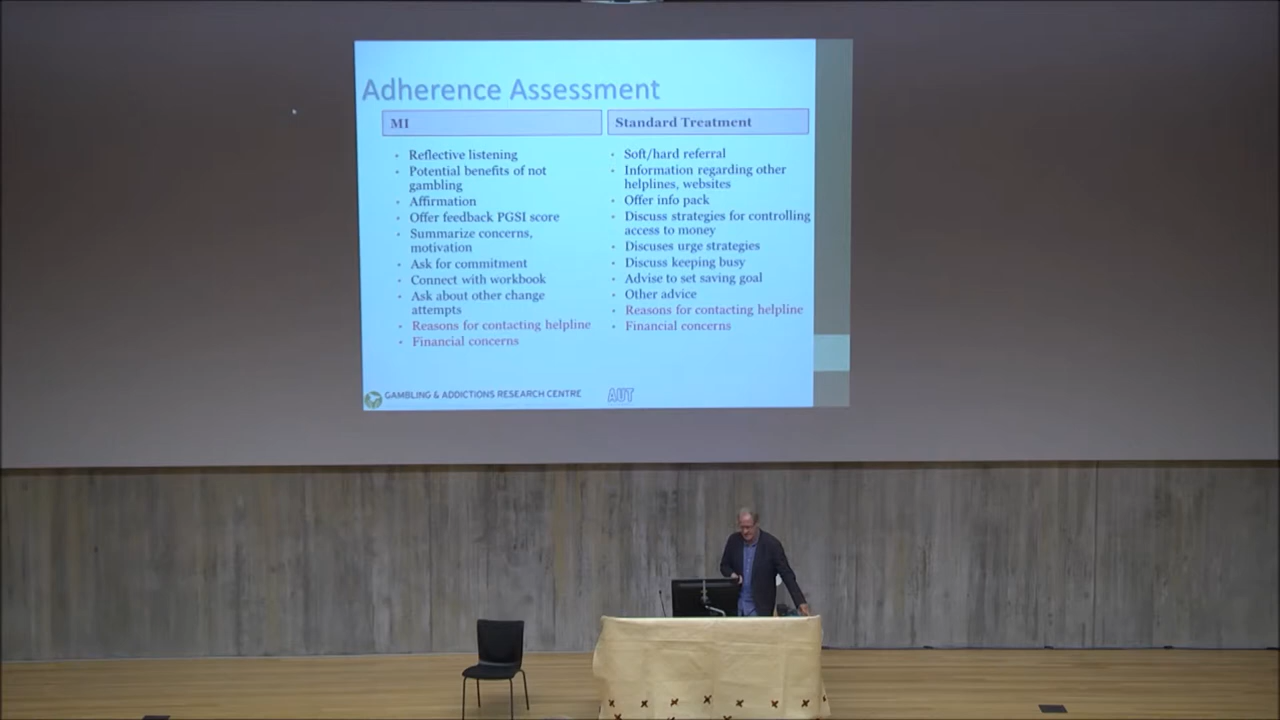 Adherence Assessment
MI
Reflective listening
Potential benefits of not
gambling
Affirmation
Offer feedback PGSI score
Summarize concerns,
motivation
Ask for commitment
Connect with workbook
Ask about other change
attempts
Reasons for contacting helpline
Financial concerns
Standard Treatment
Soft/hard referral
Information regarding other
helplines, websites
Offer info pack
Discuss strategies for controlling
access to money
Discuses urge strategies
Discuss keeping busy
Advise to set saving goal
Other advice
Reasons for contacting helpline
Financial concerns
GAMBLING & ADDICTIONS RESEARCH CENTRE
AUT